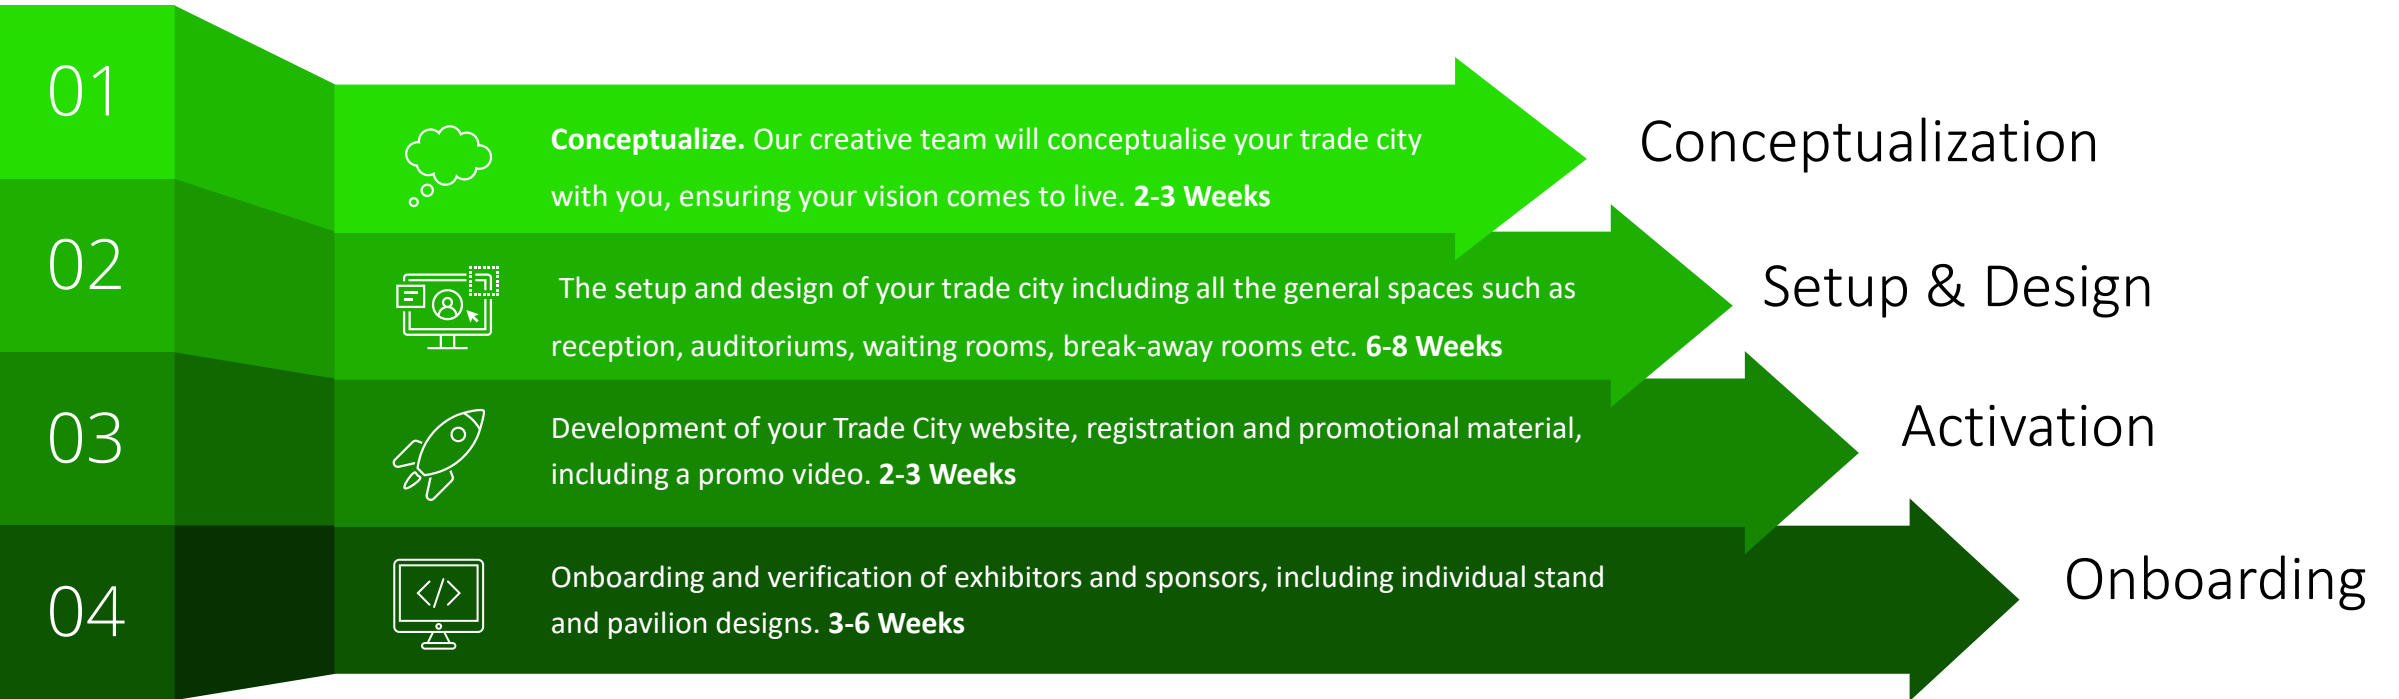 01
Conceptualize. Our creative team will conceptualise your trade city
with you, ensuring your vision comes to live. 2-3 Weeks
Conceptualization
02
The setup and design of your trade city including all the general spaces such as
reception, auditoriums, waiting rooms, break-away rooms etc. 6-8 Weeks
Setup & Design
03
Development of your Trade City website, registration and promotional material,
including a promo video. 2-3 Weeks
Activation
04
</>
Onboarding and verification of exhibitors and sponsors, including individual stand
and pavilion designs. 3-6 Weeks
Onboarding